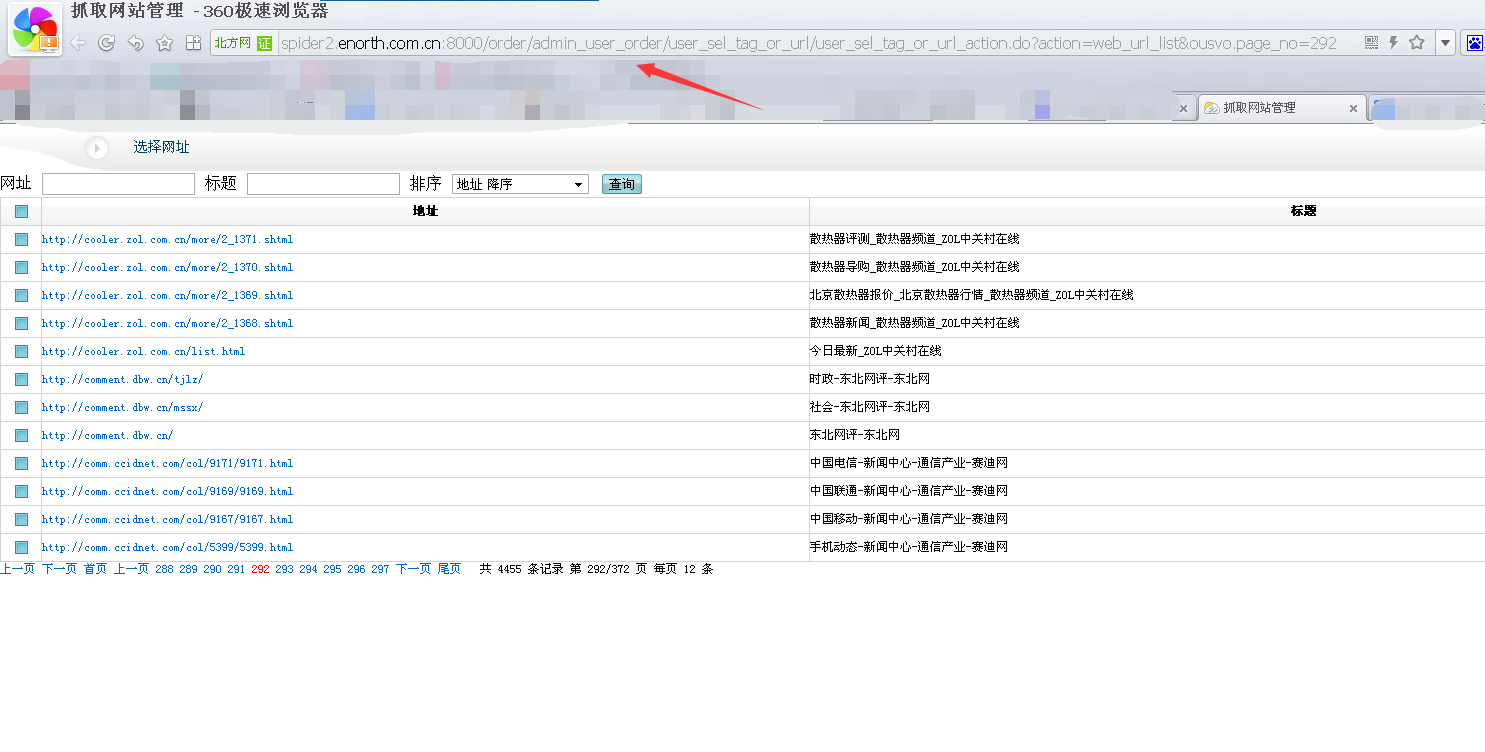 抓取网站管理 - 360极速浏览器
北方网 证 spider2.enorth.com.cn:8000/order/admin_user_order/user_sel_tag_or_url/user_sel_tag_or_url_action.do?action=web_url_list&ousvo.page_no=292
抓取网站管理
选择网址
网址 标题 排序 地址 降序 查询
地址 标题
http://cooler.zol.com.cn/more/2_1371.shtml 散热器评测_散热器频道_ZOL中关村在线
http://cooler.zol.com.cn/more/2_1370.shtml 散热器导购_散热器频道_ZOL中关村在线
http://cooler.zol.com.cn/more/2_1369.shtml 北京散热器报价_北京散热器行情_散热器频道_ZOL中关村在线
http://cooler.zol.com.cn/more/2_1368.shtml 散热器新闻_散热器频道_ZOL中关村在线
http://cooler.zol.com.cn/list.html 今日最新_ZOL中关村在线
http://comment.dbw.cn/tjlz/ 时政-东北网评-东北网
http://comment.dbw.cn/mssx/ 社会-东北网评-东北网
http://comment.dbw.cn/ 东北网评-东北网
http://comm.ccidnet.com/col/9171/9171.html 中国电信-新闻中心-通信产业-赛迪网
http://comm.ccidnet.com/col/9169/9169.html 中国联通-新闻中心-通信产业-赛迪网
http://comm.ccidnet.com/col/9167/9167.html 中国移动-新闻中心-通信产业-赛迪网
http://comm.ccidnet.com/col/5399/5399.html 手机动态-新闻中心-通信产业-赛迪网
上一页 下一页 首页 上一页 288 289 290 291 292 293 294 295 296 297 下一页 尾页 共 4455 条记录 第 292/372 页 每页 12 条